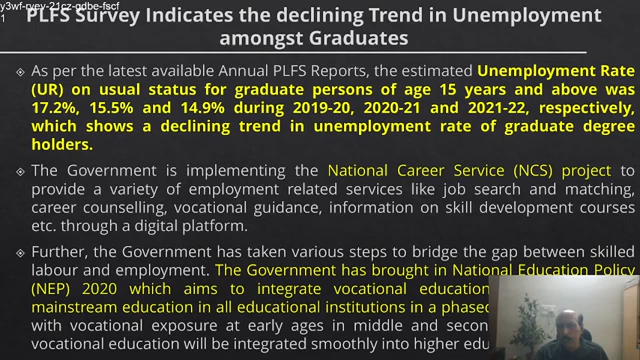 y3wf-rvey-21cz-gdbe-fscf
1
PLFS Survey Indicates the declining Trend in Unemployment
amongst Graduates
As per the latest available Annual PLFS Reports, the estimated Unemployment Rate
(UR) on usual status for graduate persons of age 15 years and above was
17.2%, 15.5% and 14.9% during 2019-20, 2020-21 and 2021-22, respectively,
which shows a declining trend in unemployment rate of graduate degree
holders.
The Government is implementing the National Career Service (NCS) project to
provide a variety of employment related services like job search and matching,
career counselling, vocational guidance, information on skill development courses
etc. through a digital platform.
Further, the Government has taken various steps to bridge the gap between skilled
labour and employment. The Government has brought in National Education Policy
(NEP) 2020 which aims to integrate vocational education
mainstream education in all educational institutions in a phased
with vocational exposure at early ages in middle and
vocational education will be integrated smoothly into higher